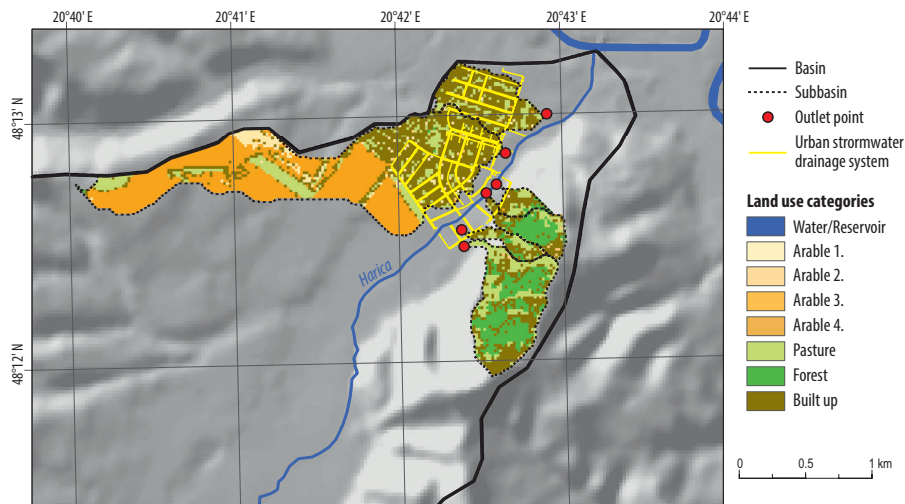 20°40’ E
20°41’ E
20°42’ E
20°43’ E
20°44’ E
48°13’ N
48°12’ N
Harica
Basin
Subbasin
Outlet point
Urban stromwater
drainage system
Land use categories
Water/Reservoir
Arable 1.
Arable 2.
Arable 3.
Arable 4.
Pasture
Forest
Built up
0 0.5 1 km